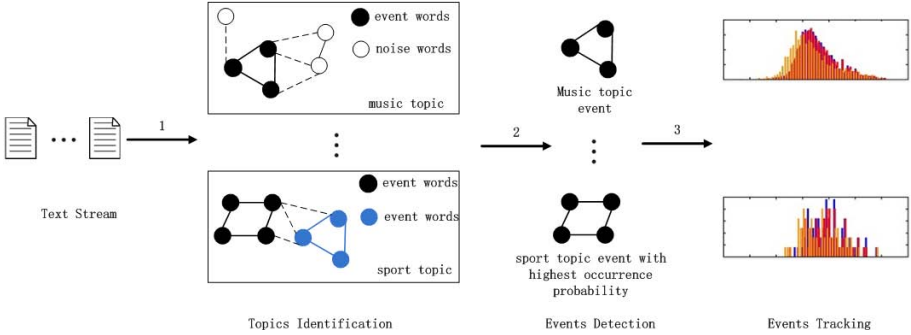 event words
noise words
music topic
1
Text Stream
event words
event words
sport topic
Topics Identification
2
Music topic
event
sport topic event with
highest occurrence
probability
Events Detection
3
Events Tracking